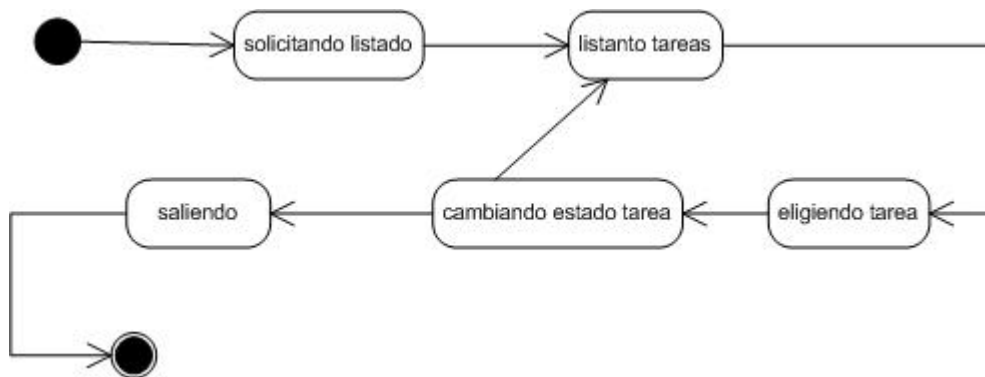 solicitando listado
listanto tareas
saliendo
cambiando estado tarea
eligiendo tarea